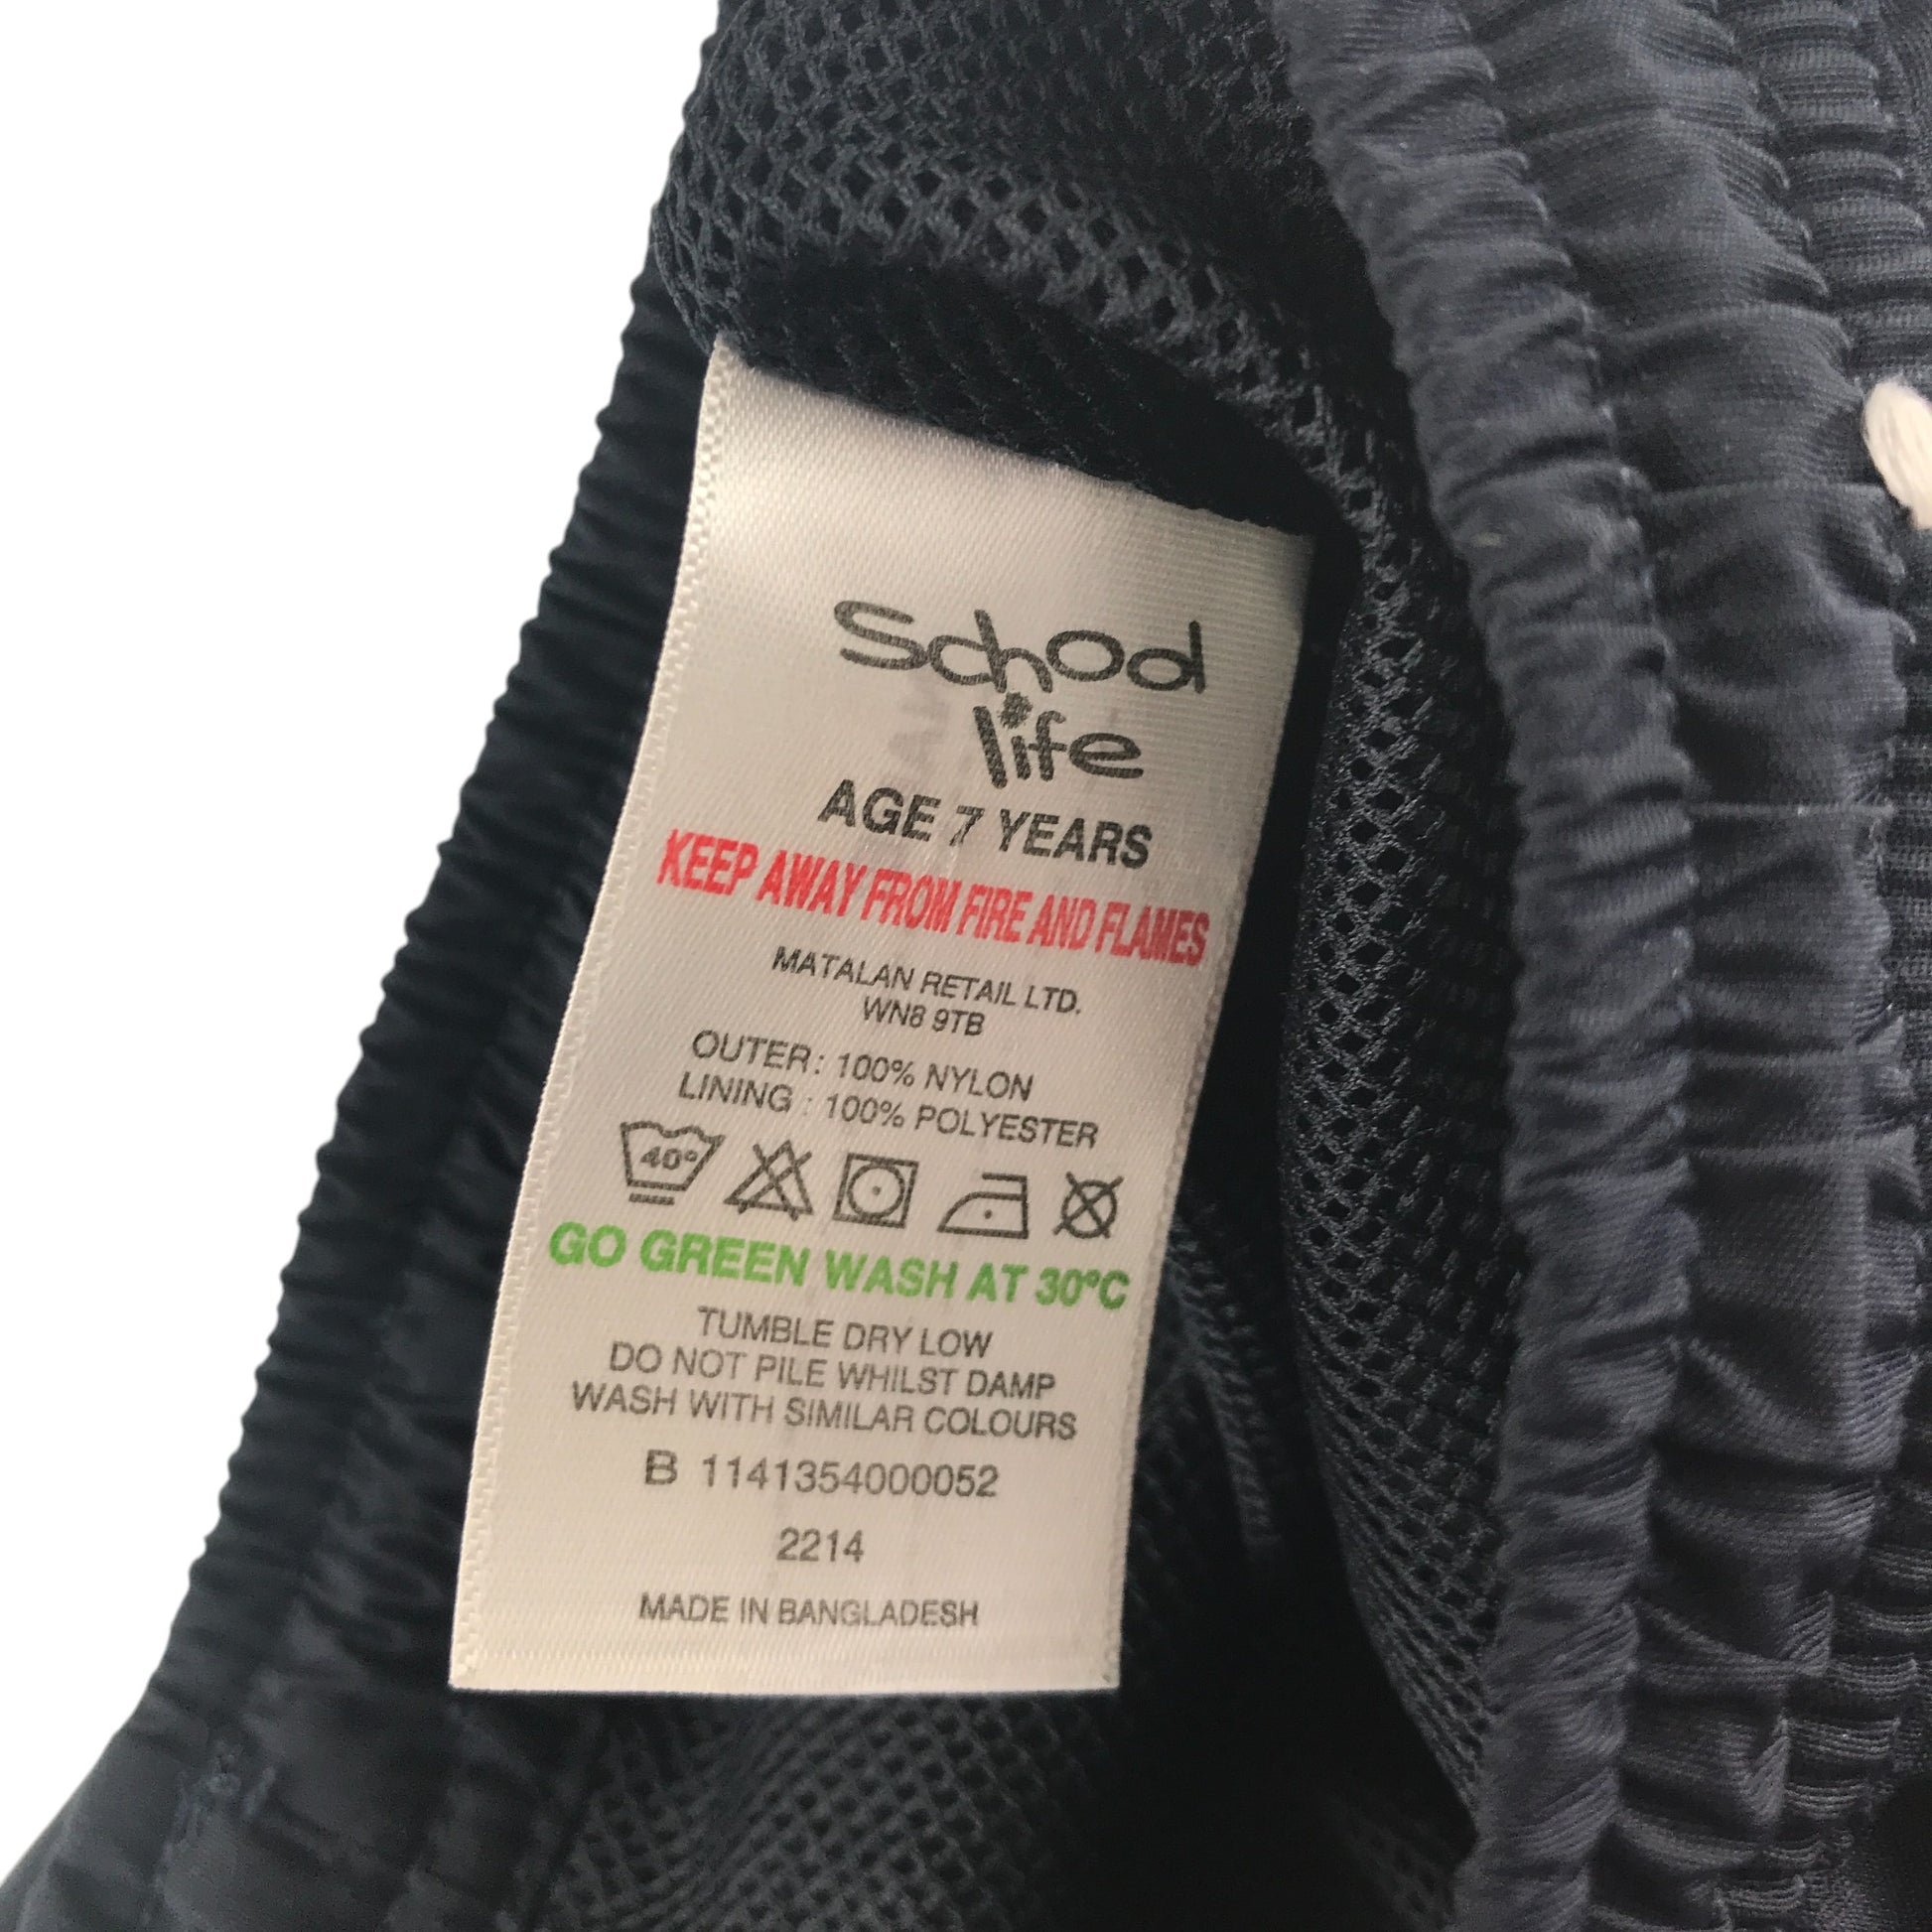 School
life
AGE 7 YEARS
KEEP AWAY FROM FIRE AND FLAMES
MATALAN RETAIL LTD.
WN8 9TB
OUTER: 100% NYLON
LINING : 100% POLYESTER
40°
GO GREEN WASH AT 30°C
TUMBLE DRY LOW
DO NOT PILE WHILST DAMP
WASH WITH SIMILAR COLOURS
B 1141354000052
2214
MADE IN BANGLADESH